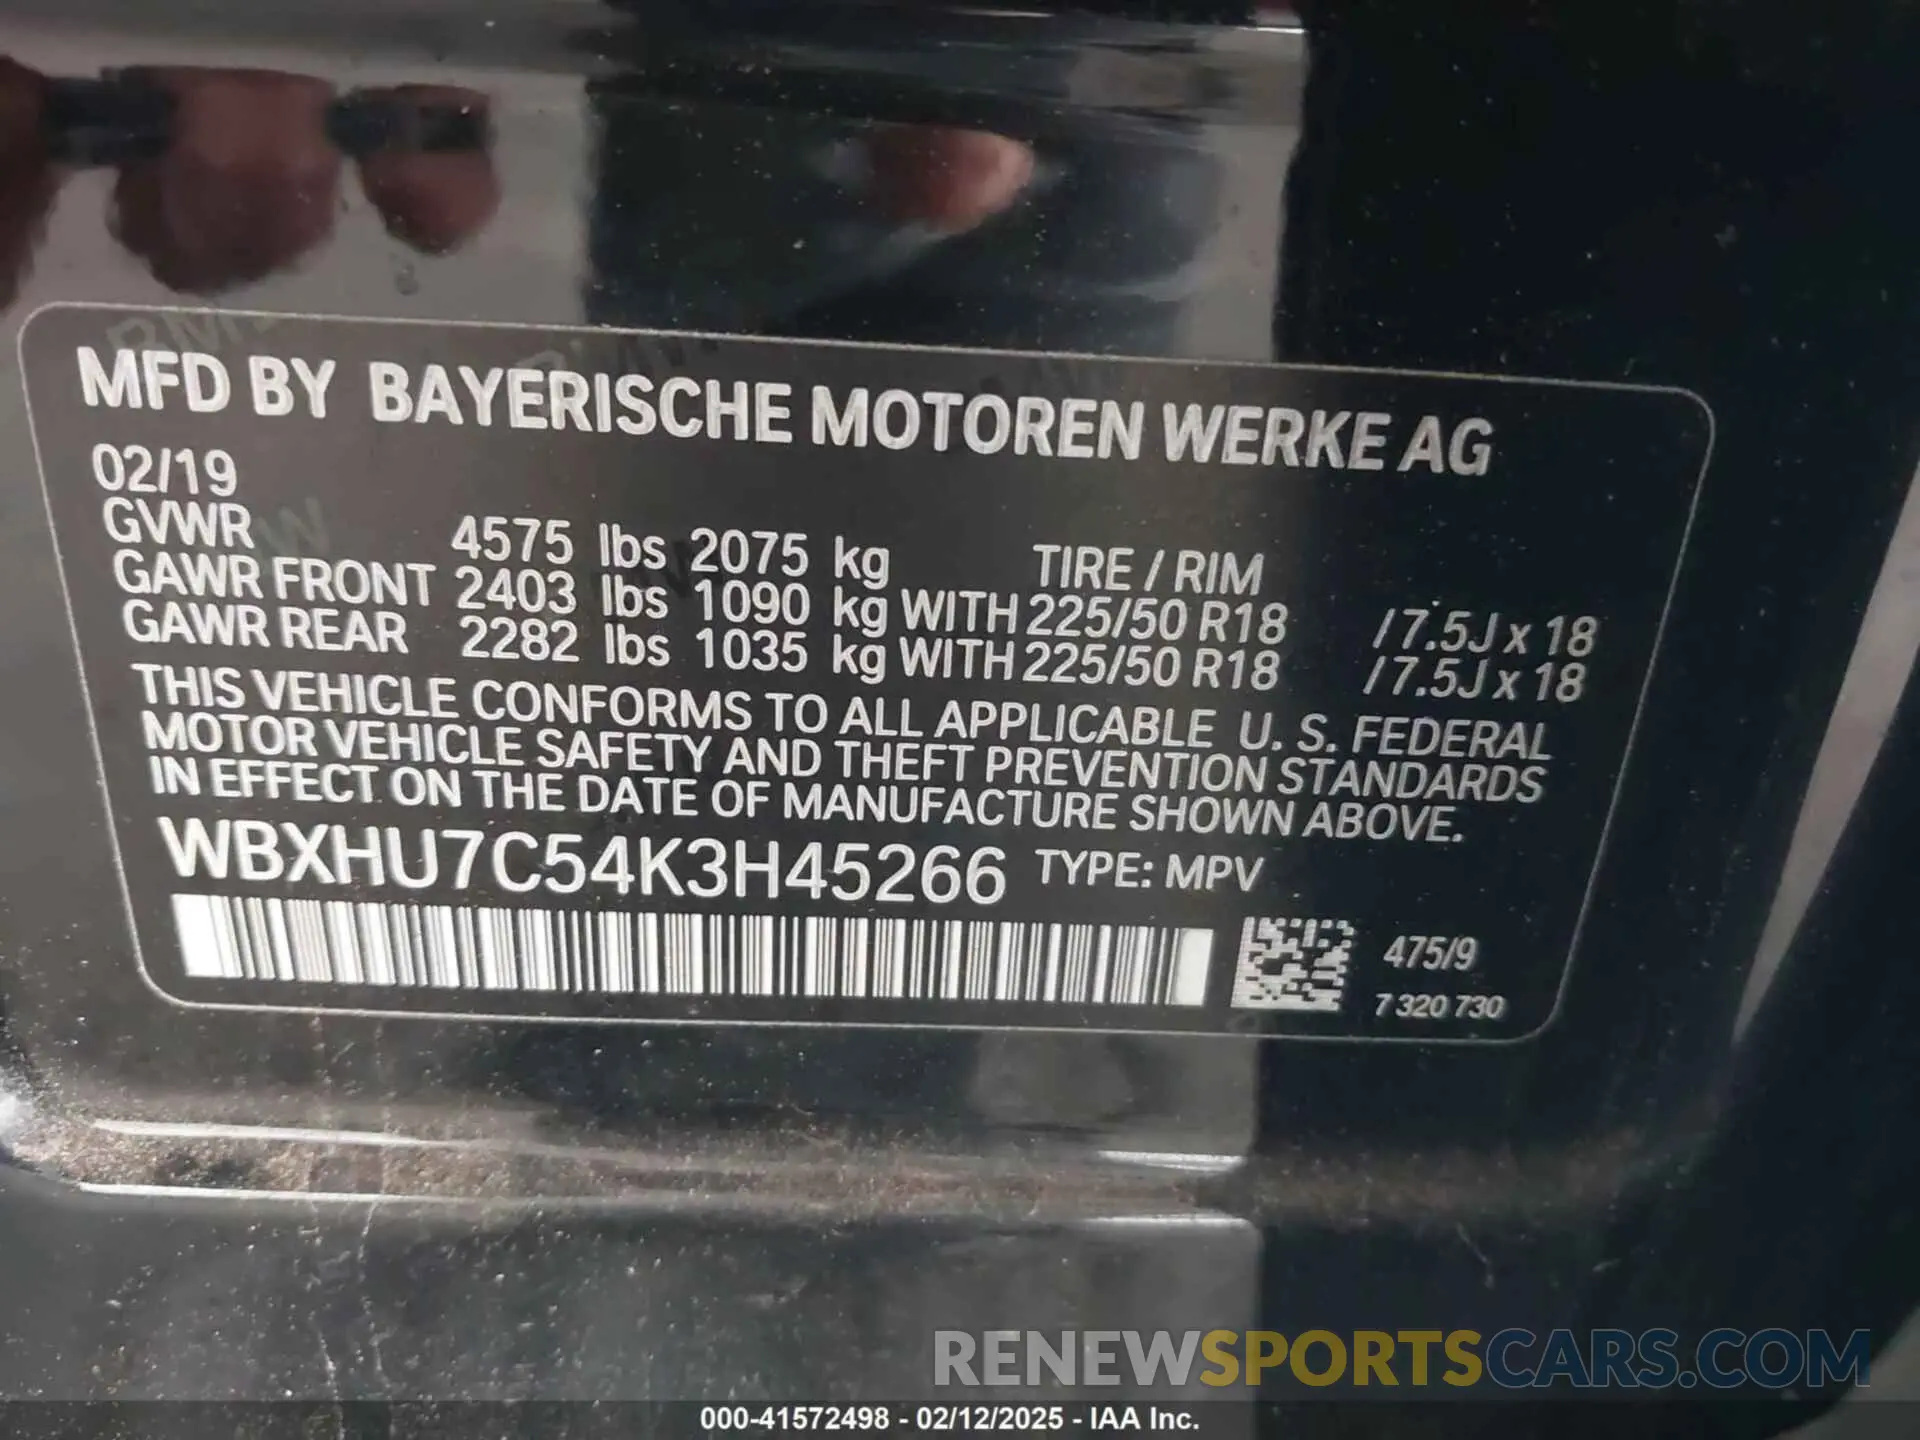 MFD BY BAYERISCHE MOTOREN WERKE AG
02/19
GVWR 4575 lbs 2075 kg TIRE / RIM
GAWR FRONT 2403 lbs 1090 kg WITH 225/50 R18 /7.5J x 18
GAWR REAR 2282 lbs 1035 kg WITH 225/50 R18 /7.5J x 18
THIS VEHICLE CONFORMS TO ALL APPLICABLE U. S. FEDERAL
MOTOR VEHICLE SAFETY AND THEFT PREVENTION STANDARDS
IN EFFECT ON THE DATE OF MANUFACTURE SHOWN ABOVE.
WBXHU7C54K3H45266 TYPE: MPV
475/9
7 320 730
RENEWSPORTSCARS.COM
000-41572498 - 02/12/2025 - IAA Inc.